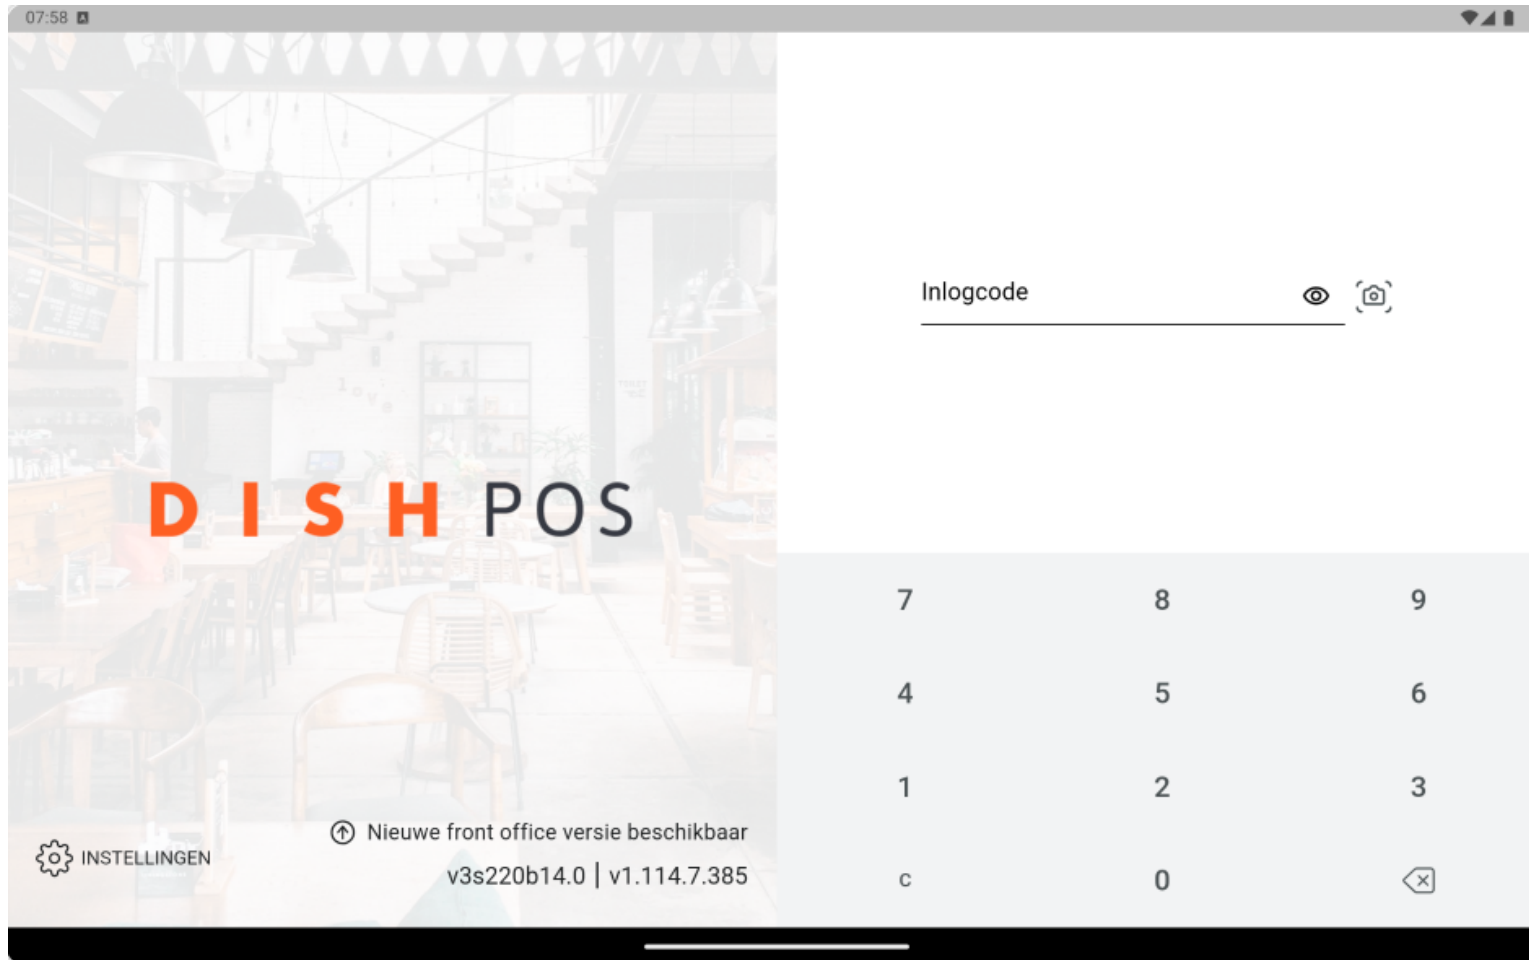 07:58
DISH POS
INSTELLINGEN
Nieuwe front office versie beschikbaar
v3s220b14.0 | v1.114.7.385
Inlogcode
7 8 9
4 5 6
1 2 3
C 0